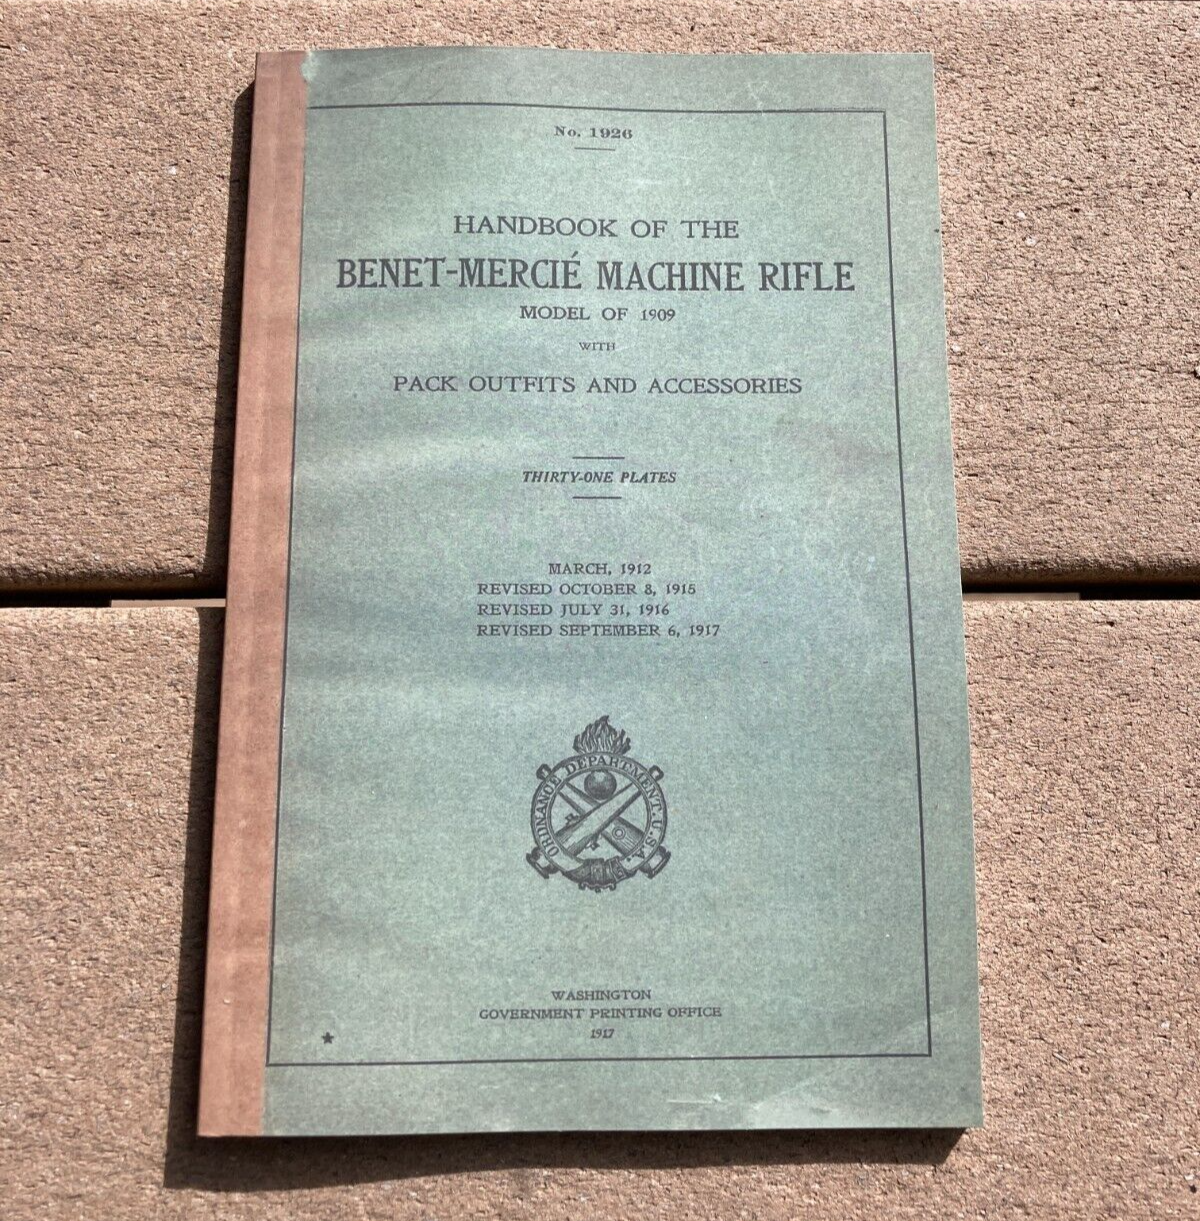 No. 1926
HANDBOOK OF THE
BENET-MERCIÉ MACHINE RIFLE
MODEL OF 1909
WITH
PACK OUTFITS AND ACCESSORIES
THIRTY-ONE PLATES
MARCH, 1912
REVISED OCTOBER 8, 1915
REVISED JULY 31, 1916
REVISED SEPTEMBER 6, 1917
ORDNANCE DEPARTMENT. U.S.A.
WASHINGTON
GOVERNMENT PRINTING OFFICE
1917